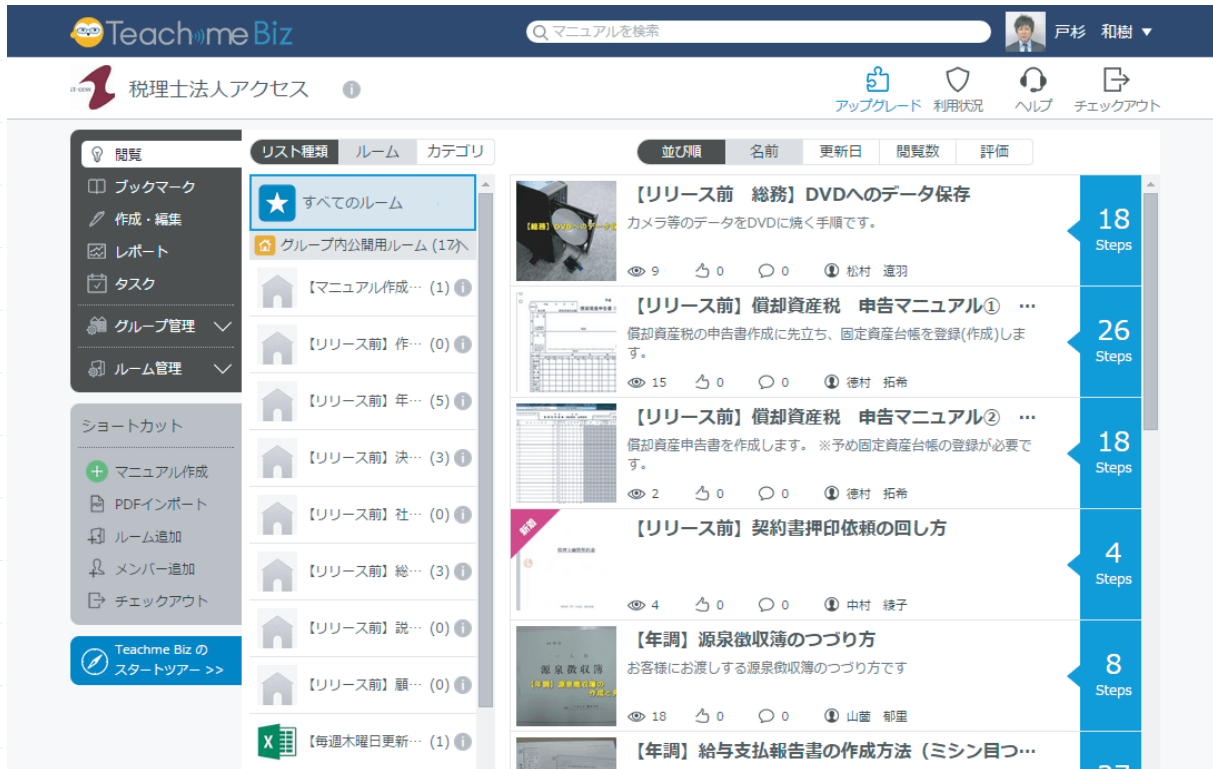 Teachme Biz
マニュアルを検索
戸杉 和樹 ▼
税理士法人アクセス
アップグレード
利用状況
ヘルプ
チェックアウト
閲覧
ブックマーク
作成・編集
レポート
タスク
グループ管理
ルーム管理
ショートカット
マニュアル作成
PDFインポート
ルーム追加
メンバー追加
チェックアウト
Teachme Biz の
スタートツアー >>
リスト種類 ルーム カテゴリ
すべてのルーム
グループ内公開用ルーム (17)
【マニュアル作成… (1)
【リリース前】作… (0)
【リリース前】年… (5)
【リリース前】決… (3)
【リリース前】社… (0)
【リリース前】総… (3)
【リリース前】説… (0)
【リリース前】顧… (0)
【毎週木曜日更新… (1)
並び順 名前 更新日 閲覧数 評価
【リリース前 総務】DVDへのデータ保存
カメラ等のデータをDVDに焼く手順です。
9 0 0 松村 遼羽
18
Steps
【リリース前】償却資産税 申告マニュアル① …
償却資産税の申告書作成に先立ち、固定資産台帳を登録(作成)しま
す。
15 0 0 徳村 拓希
26
Steps
【リリース前】償却資産税 申告マニュアル② …
償却資産申告書を作成します。 ※予め固定資産台帳の登録が必要で
す。
2 0 0 徳村 拓希
18
Steps
新着
【リリース前】契約書押印依頼の回し方
4 0 0 中村 綾子
4
Steps
源泉徴収簿
【年調】源泉徴収簿のつづり方
お客様にお渡しする源泉徴収簿のつづり方です
18 0 0 山薗 郁里
8
Steps
【年調】給与支払報告書の作成方法（ミシン目つ…